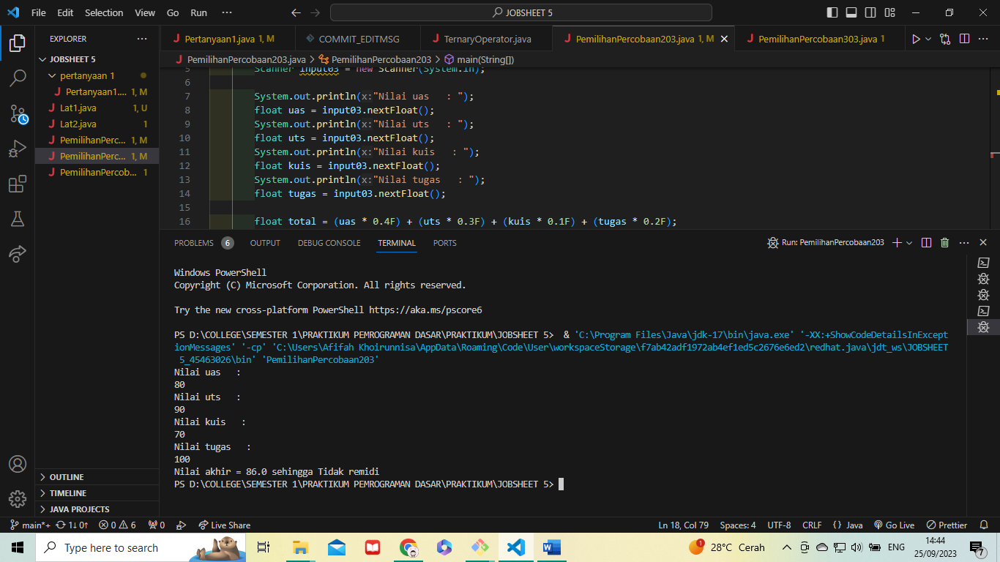 File Edit Selection View Go Run ··· JOBSHEET 5
EXPLORER ···
JOBSHEET 5
pertanyaan 1
Pertanyaan1.... 1, M
Lat1.java 1, U
Lat2.java 1
PemilihanPerc... 1, M
PemilihanPerc... 1, M
PemilihanPercob... 1
OUTLINE
TIMELINE
JAVA PROJECTS
Pertanyaan1.java 1, M COMMIT_EDITMSG TernaryOperator.java PemilihanPercobaan203.java 1, M PemilihanPercobaan303.java 1
PemilihanPercobaan203.java > PemilihanPercobaan203 > main(String[])
5 Scanner input03 = new Scanner(System.in);
6
7 System.out.println(x:"Nilai uas   : ");
8 float uas = input03.nextFloat();
9 System.out.println(x:"Nilai uts   : ");
10 float uts = input03.nextFloat();
11 System.out.println(x:"Nilai kuis   : ");
12 float kuis = input03.nextFloat();
13 System.out.println(x:"Nilai tugas   : ");
14 float tugas = input03.nextFloat();
15
16 float total = (uas * 0.4F) + (uts * 0.3F) + (kuis * 0.1F) + (tugas * 0.2F);
PROBLEMS 6 OUTPUT DEBUG CONSOLE TERMINAL PORTS Run: PemilihanPercobaan203
Windows PowerShell
Copyright (C) Microsoft Corporation. All rights reserved.
Try the new cross-platform PowerShell https://aka.ms/pscore6
PS D:\COLLEGE\SEMESTER 1\PRAKTIKUM PEMROGRAMAN DASAR\PRAKTIKUM\JOBSHEET 5>  & 'C:\Program Files\Java\jdk-17\bin\java.exe' '-XX:+ShowCodeDetailsInExcept
ionMessages' '-cp' 'C:\Users\Afifah Khoirunnisa\AppData\Roaming\Code\User\workspaceStorage\f7ab42adf1972ab4ef1ed5c2676e6ed2\redhat.java\jdt_ws\JOBSHEET
5_45463026\bin' 'PemilihanPercobaan203'
Nilai uas   :
80
Nilai uts   :
90
Nilai kuis   :
70
Nilai tugas   :
100
Nilai akhir = 86.0 sehingga Tidak remidi
PS D:\COLLEGE\SEMESTER 1\PRAKTIKUM PEMROGRAMAN DASAR\PRAKTIKUM\JOBSHEET 5>
main*+ 1↓ 0↑ 0 6 0 Live Share Ln 18, Col 79 Spaces: 4 UTF-8 CRLF {} Java Go Live Prettier
Type here to search 1 28°C Cerah ENG 14:44
25/09/2023 7